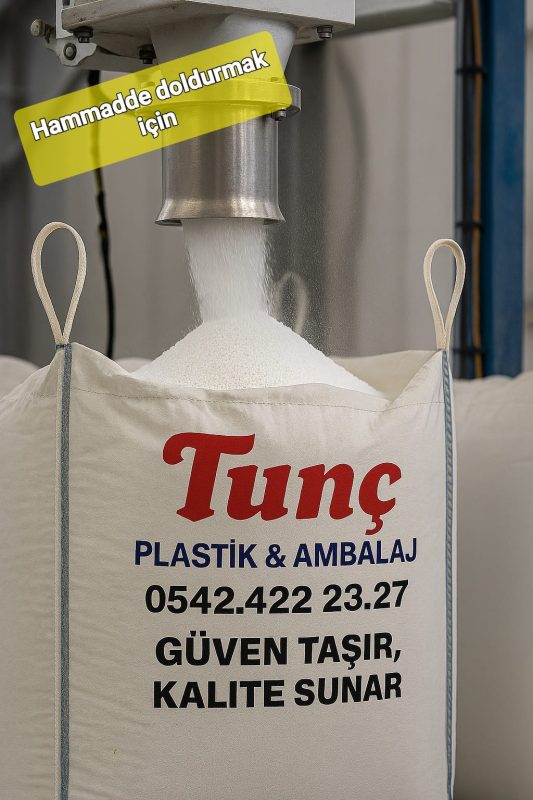 Hammadde doldurmak
için
Tunç
PLASTİK & AMBALAJ
0542.422 23.27
GÜVEN TAŞIR,
KALITE SUNAR